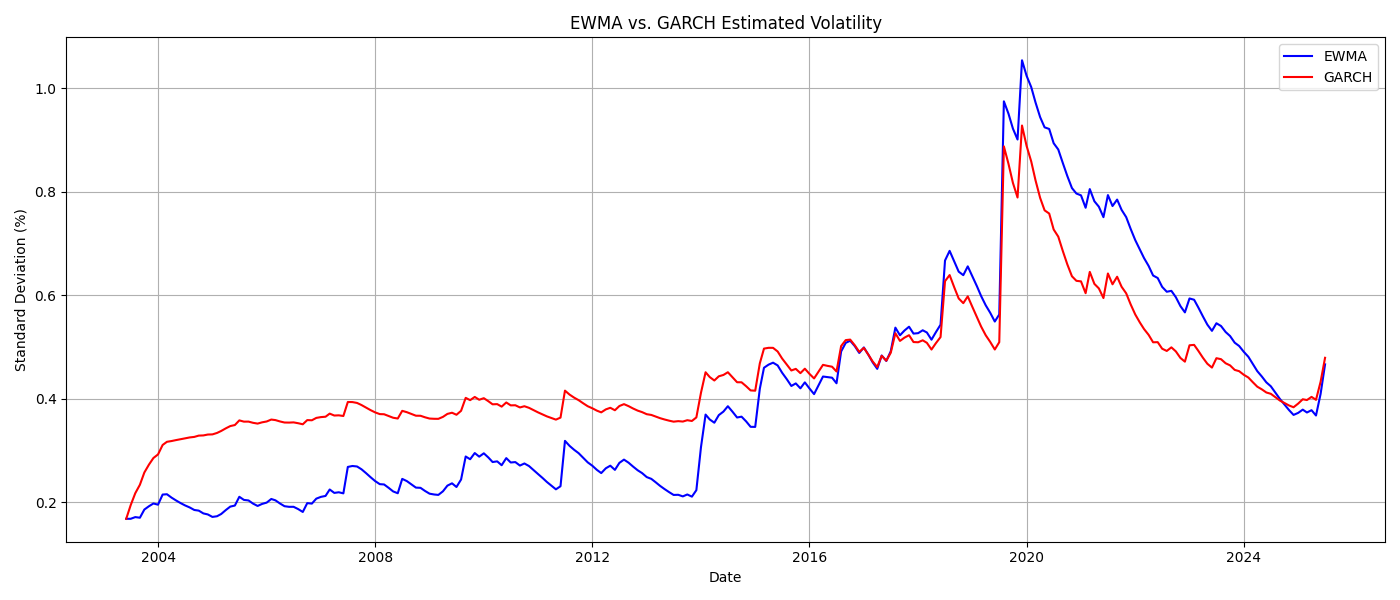 EWMA vs. GARCH Estimated Volatility
EWMA
GARCH
Standard Deviation (%)
1.0
0.8
0.6
0.4
0.2
2004 2008 2012 2016 2020 2024
Date